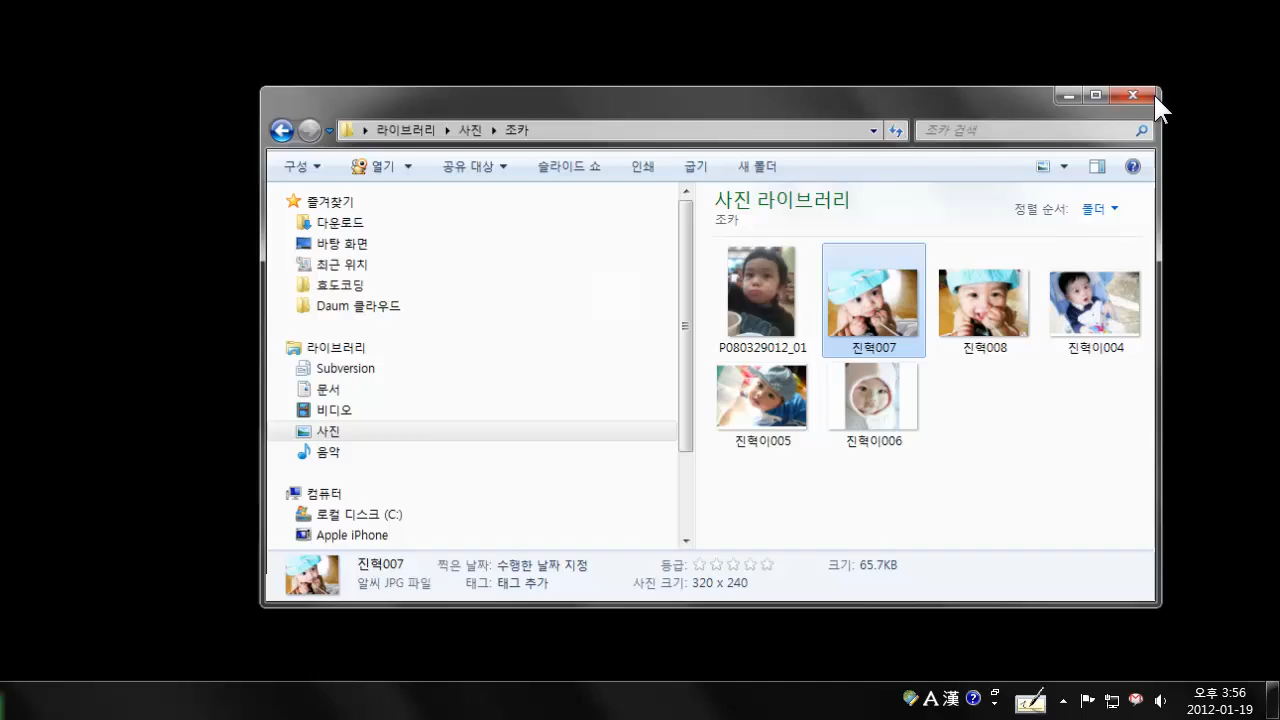 라이브러리 사진 조카
조카 검색
구성 열기 공유 대상 슬라이드 쇼 인쇄 굽기 새 폴더
즐겨찾기
다운로드
바탕 화면
최근 위치
효도코딩
Daum 클라우드
라이브러리
Subversion
문서
비디오
사진
음악
컴퓨터
로컬 디스크 (C:)
Apple iPhone
사진 라이브러리
조카
정렬 순서: 폴더
P080329012_01 진혁007 진혁008 진혁이004
진혁이005 진혁이006
진혁007 찍은 날짜: 수행한 날짜 지정 등급: 크기: 65.7KB
알씨 JPG 파일 태그: 태그 추가 사진 크기: 320 x 240
A 漢
오후 3:56
2012-01-19